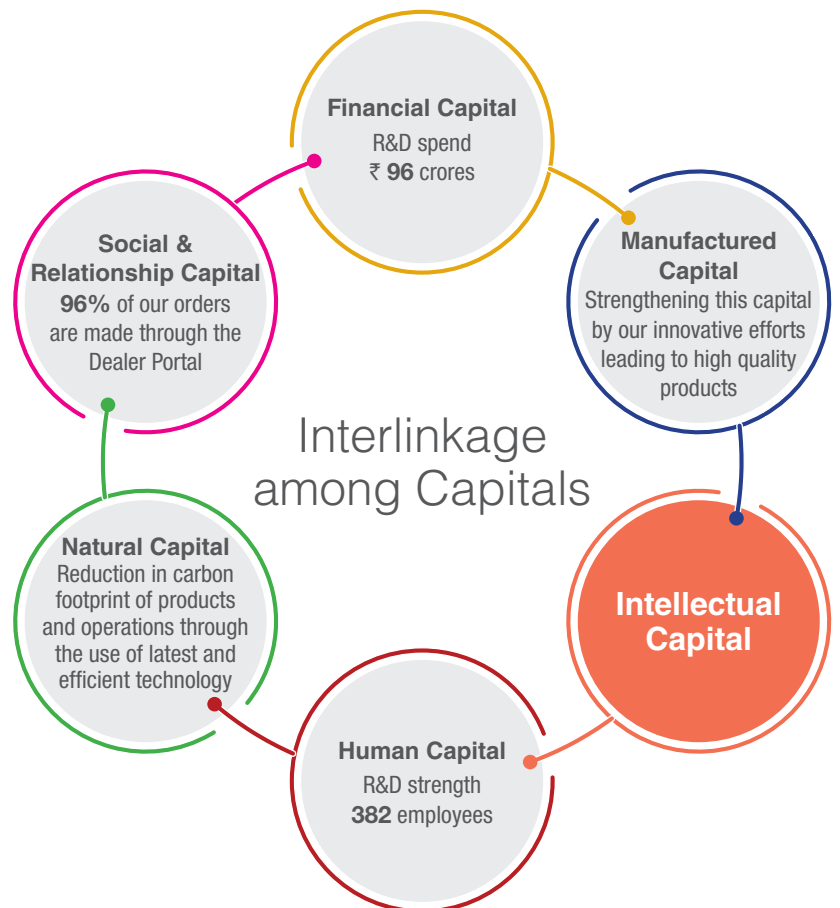 Financial Capital
R&D spend
₹ 96 crores
Manufactured
Capital
Strengthening this capital
by our innovative efforts
leading to high quality
products
Intellectual
Capital
Human Capital
R&D strength
382 employees
Natural Capital
Reduction in carbon
footprint of products
and operations through
the use of latest and
efficient technology
Social &
Relationship Capital
96% of our orders
are made through the
Dealer Portal
Interlinkage
among Capitals